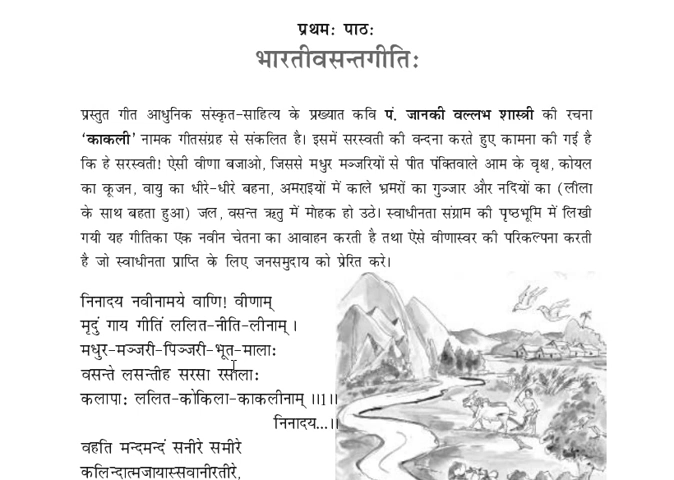 प्रथमः पाठः
भारतीवसन्तगीतिः
प्रस्तुत गीत आधुनिक संस्कृत-साहित्य के प्रख्यात कवि पं. जानकी वल्लभ शास्त्री की रचना
‘काकली’ नामक गीतसंग्रह से संकलित है। इसमें सरस्वती की वन्दना करते हुए कामना की गई है
कि हे सरस्वती! ऐसी वीणा बजाओ, जिससे मधुर मञ्जरियों से पीत पंक्तिवाले आम के वृक्ष, कोयल
का कूजन, वायु का धीरे-धीरे बहना, अमराइयों में काले भ्रमरों का गुञ्जार और नदियों का (लीला
के साथ बहता हुआ) जल, वसन्त ऋतु में मोहक हो उठे। स्वाधीनता संग्राम की पृष्ठभूमि में लिखी
गयी यह गीतिका एक नवीन चेतना का आवाहन करती है तथा ऐसे वीणास्वर की परिकल्पना करती
है जो स्वाधीनता प्राप्ति के लिए जनसमुदाय को प्रेरित करे।
निनादय नवीनामये वाणि! वीणाम्
मृदुं गाय गीतिं ललित-नीति-लीनाम् ।
मधुर-मञ्जरी-पिञ्जरी-भूत-मालाः
वसन्ते लसन्तीह सरसा रसालाः
कलापाः ललित-कोकिला-काकलीनाम् ।।1।।
निनादय...।।
वहति मन्दमन्दं सनीरे समीरे
कलिन्दात्मजायास्सवानीरतीरे,